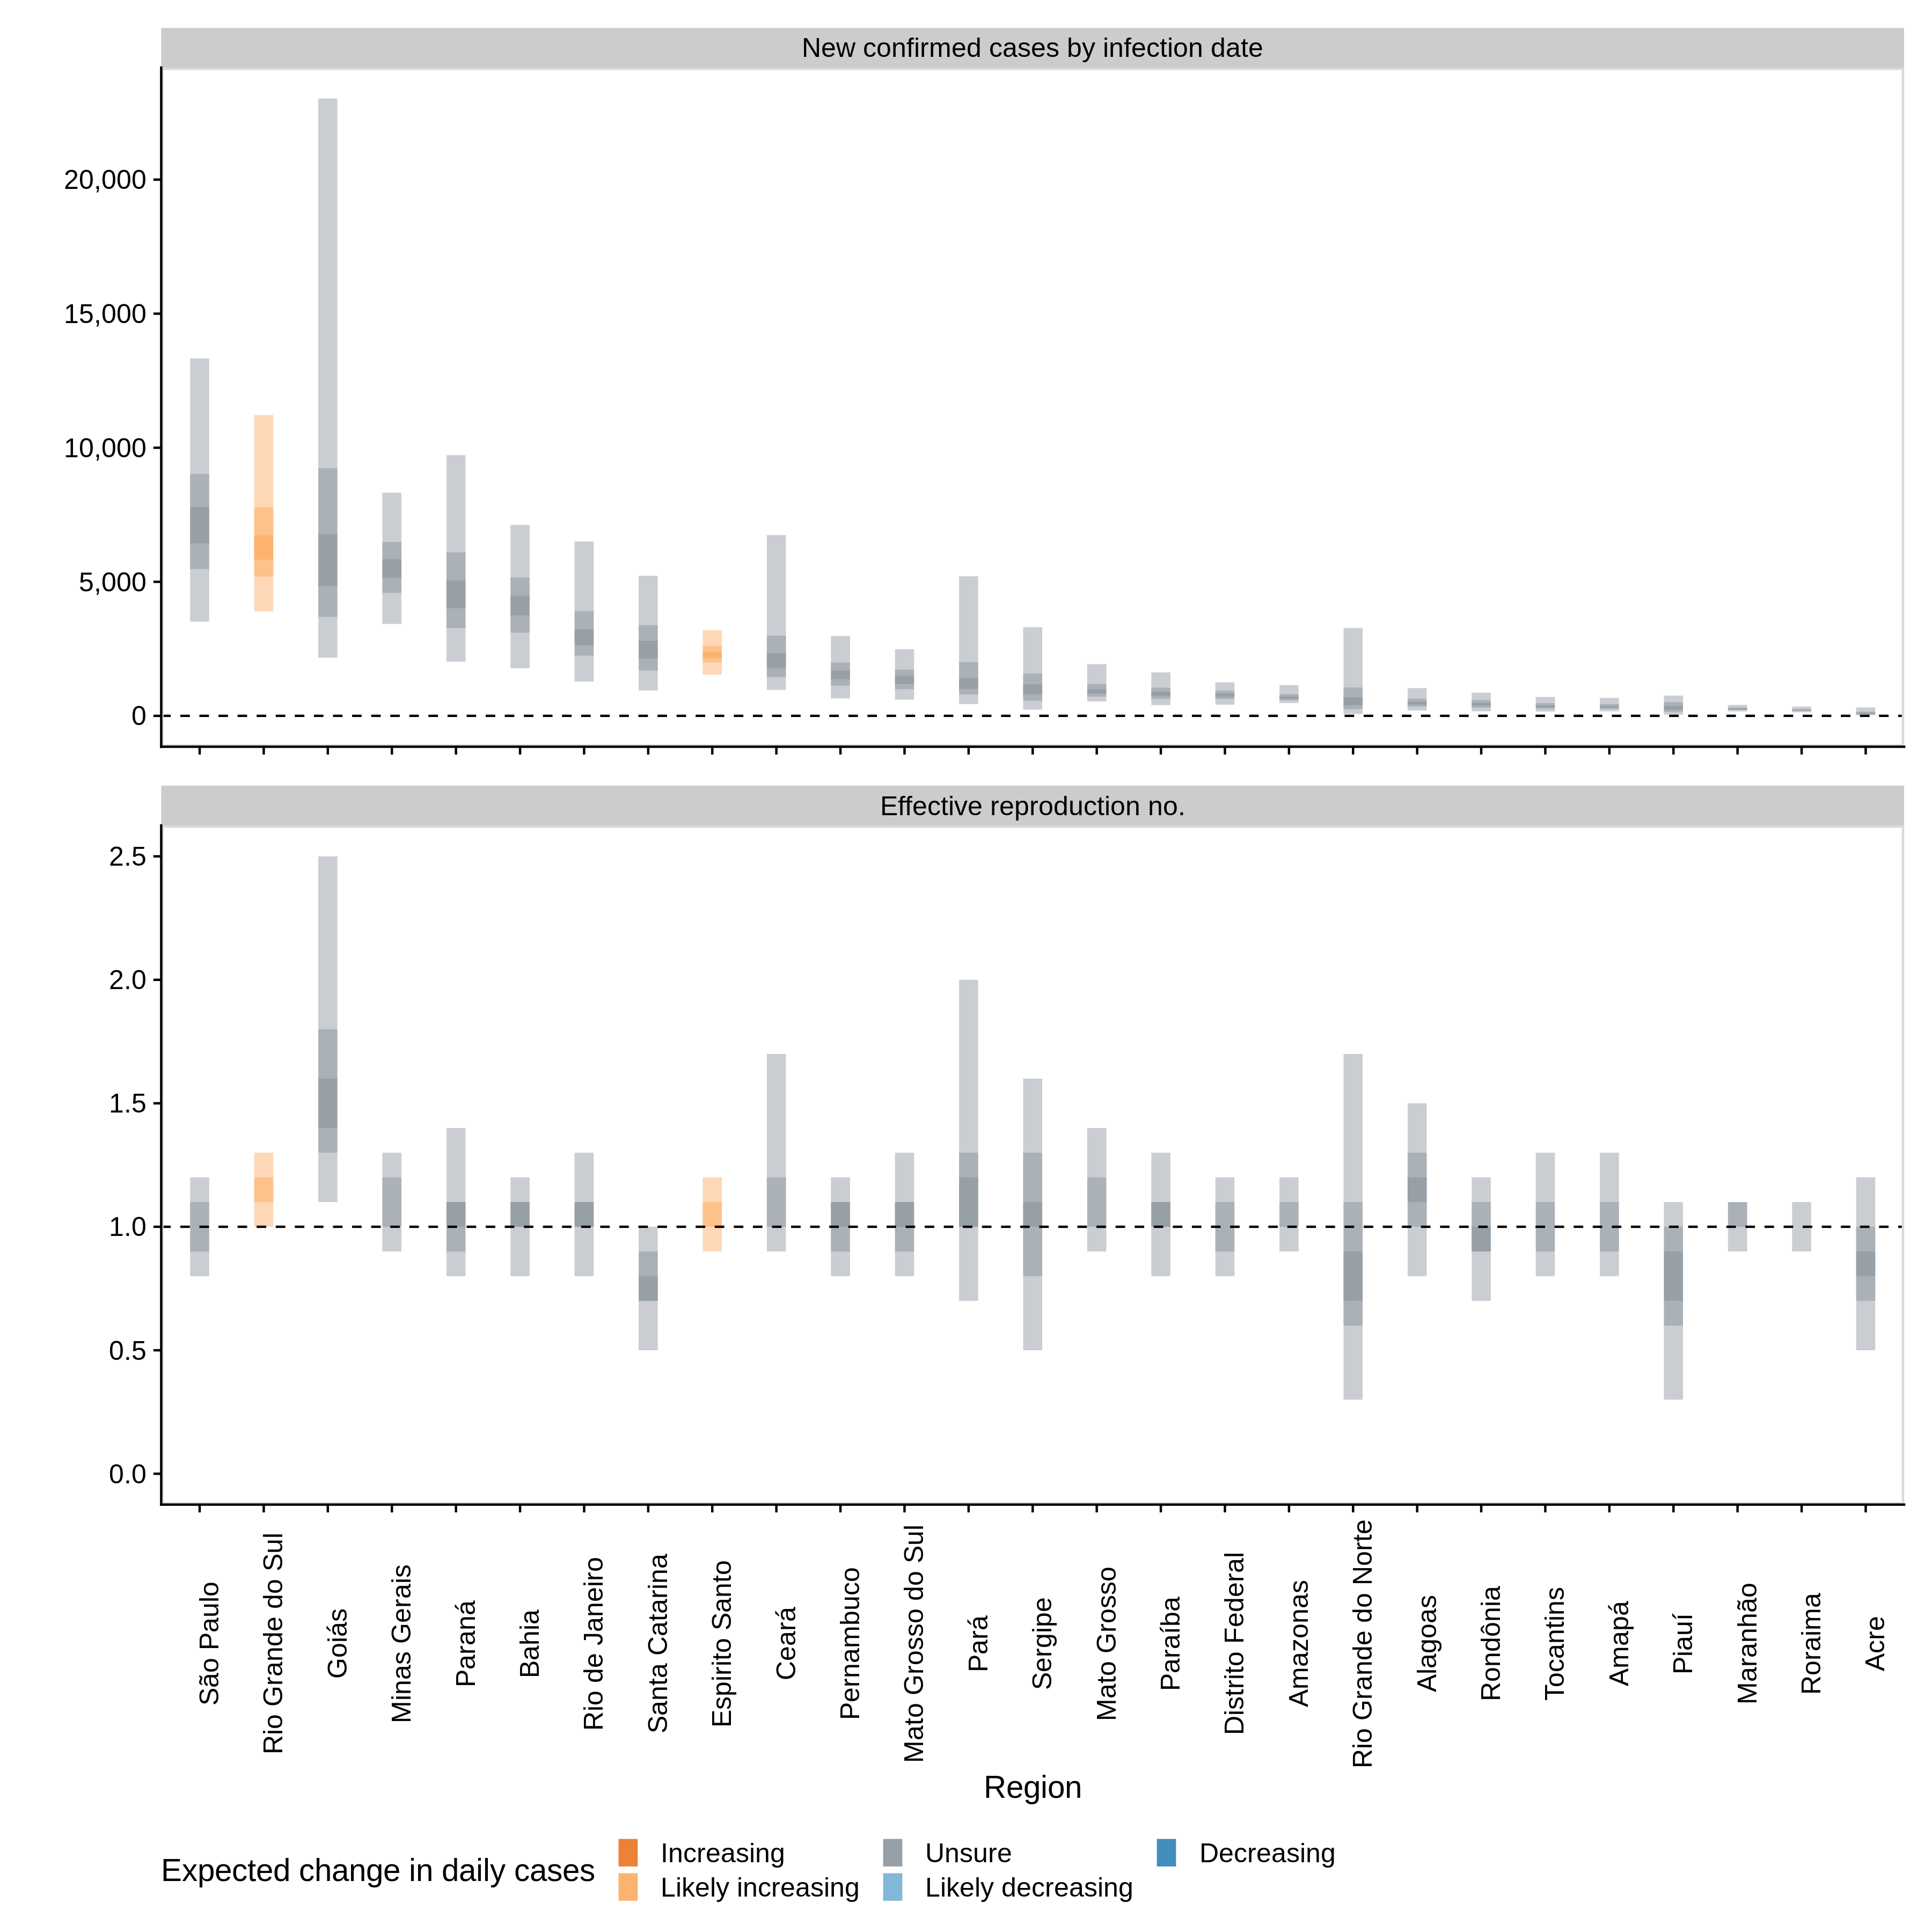 New confirmed cases by infection date
20,000
15,000
10,000
5,000
0
Effective reproduction no.
2.5
2.0
1.5
1.0
0.5
0.0
São Paulo
Rio Grande do Sul
Goiás
Minas Gerais
Paraná
Bahia
Rio de Janeiro
Santa Catarina
Espirito Santo
Ceará
Pernambuco
Mato Grosso do Sul
Pará
Sergipe
Mato Grosso
Paraíba
Distrito Federal
Amazonas
Rio Grande do Norte
Alagoas
Rondônia
Tocantins
Amapá
Piauí
Maranhão
Roraima
Acre
Region
Expected change in daily cases
Increasing
Likely increasing
Unsure
Likely decreasing
Decreasing